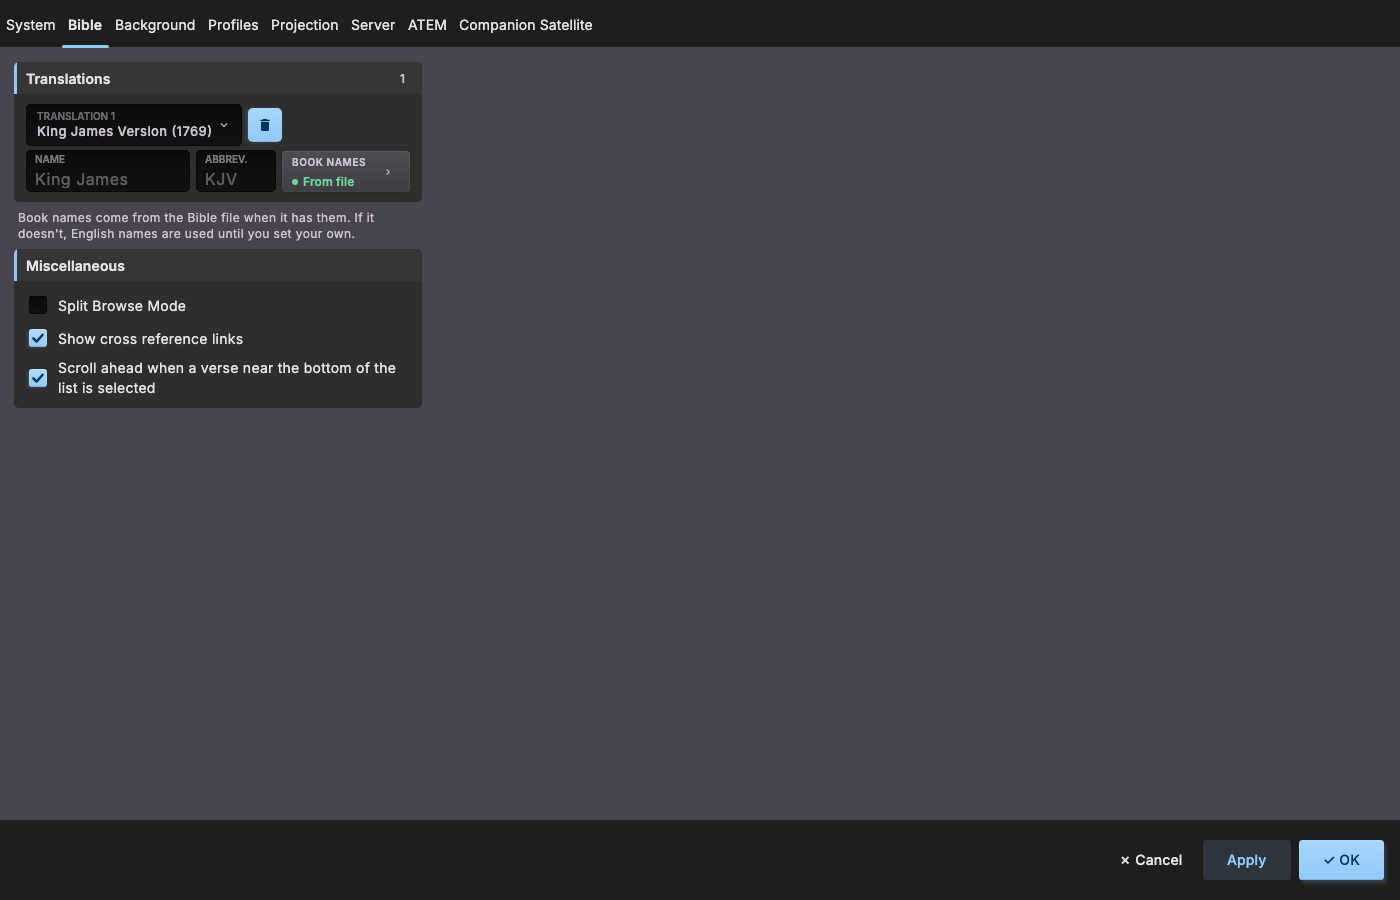 System Bible Background Profiles Projection Server ATEM Companion Satellite
Translations 1
TRANSLATION 1
King James Version (1769)
NAME ABBREV. BOOK NAMES
King James KJV From file
Book names come from the Bible file when it has them. If it
doesn't, English names are used until you set your own.
Miscellaneous
Split Browse Mode
Show cross reference links
Scroll ahead when a verse near the bottom of the
list is selected
Cancel Apply OK